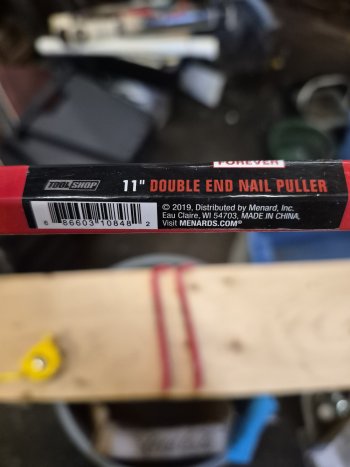 FOREVER
TOOL SHOP
11" DOUBLE END NAIL PULLER
6 86603 10848 2
© 2019, Distributed by Menard, Inc.
Eau Claire, WI 54703, MADE IN CHINA.
Visit MENARDS.COM®